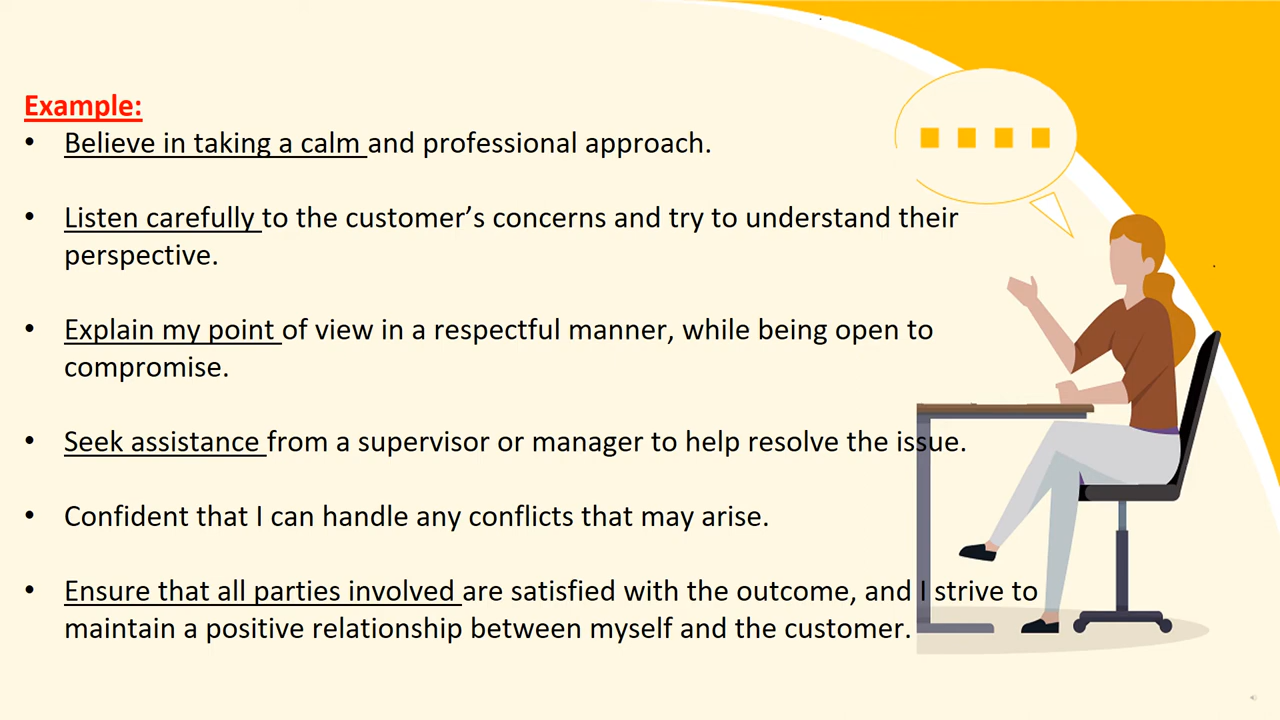 Example:
• Believe in taking a calm and professional approach.
• Listen carefully to the customer’s concerns and try to understand their
perspective.
• Explain my point of view in a respectful manner, while being open to
compromise.
• Seek assistance from a supervisor or manager to help resolve the issue.
• Confident that I can handle any conflicts that may arise.
• Ensure that all parties involved are satisfied with the outcome, and I strive to
maintain a positive relationship between myself and the customer.